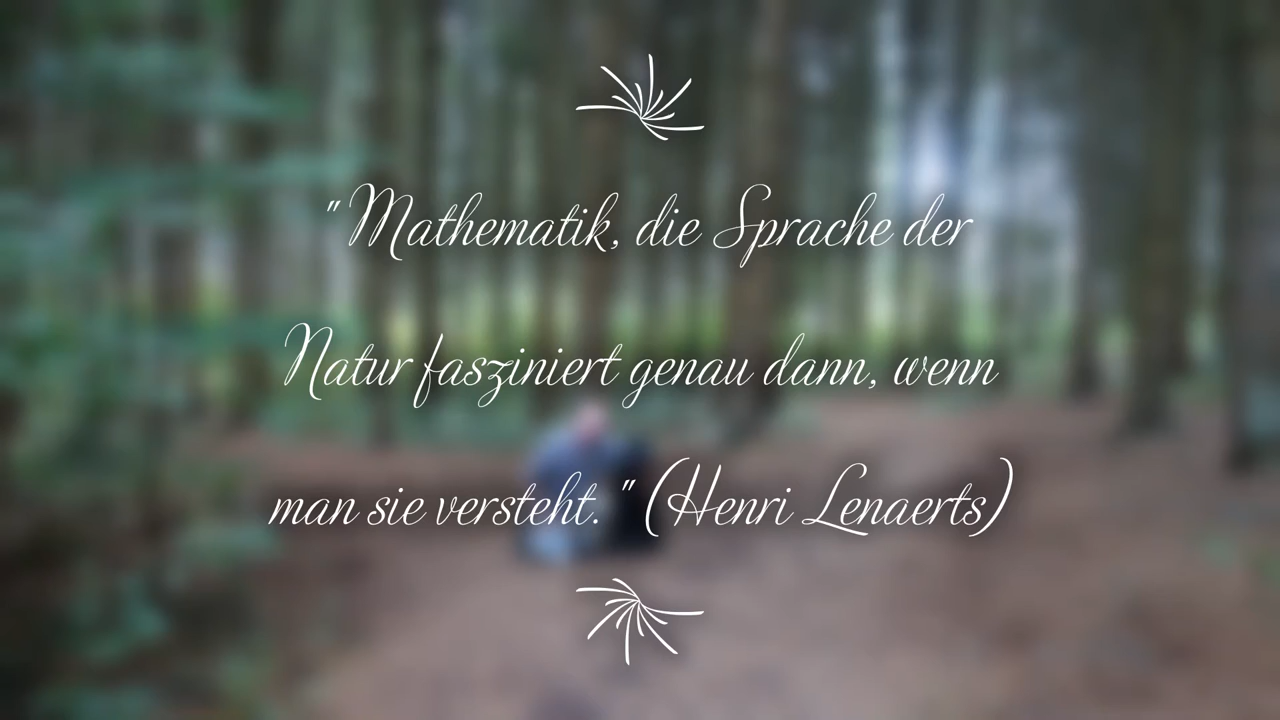 "Mathematik, die Sprache der
Natur fasziniert genau dann, wenn
man sie versteht." (Henri Lenaerts)